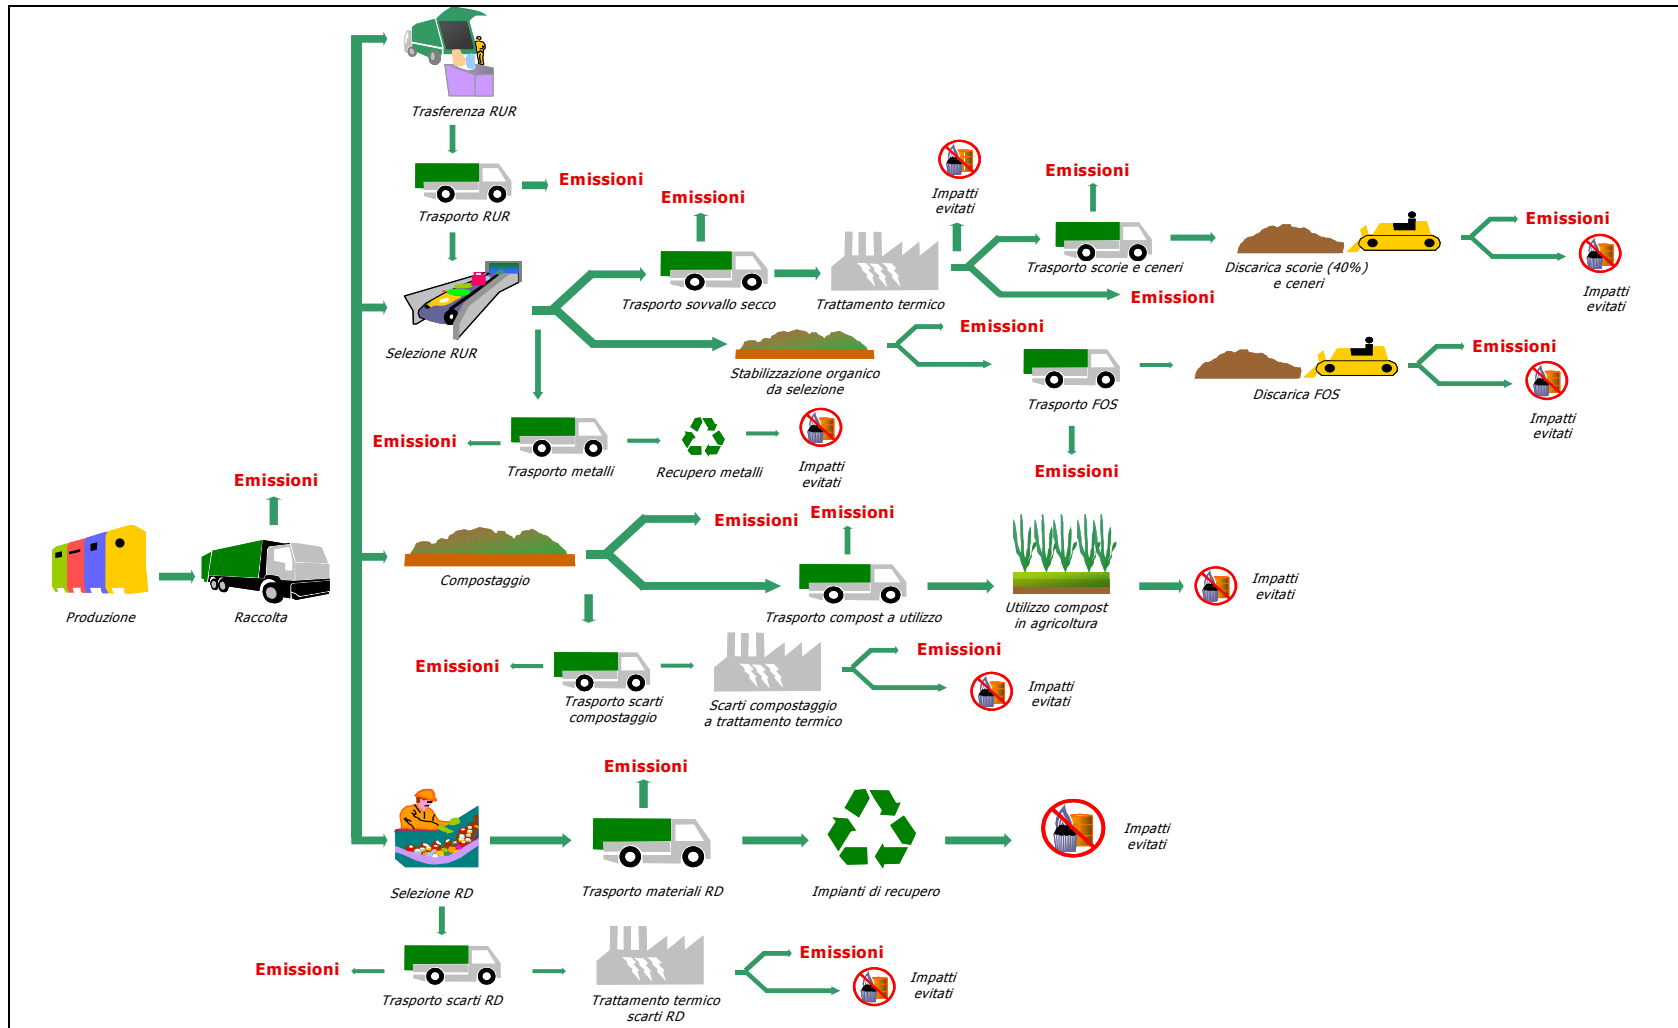 Trasferenza RUR
Trasporto RUR
Emissioni
Selezione RUR
Emissioni
Trasporto sovvallo secco
Trattamento termico
Impatti
evitati
Emissioni
Trasporto scorie e ceneri
Emissioni
Discarica scorie (40%)
e ceneri
Emissioni
Impatti
evitati
Stabilizzazione organico
da selezione
Emissioni
Trasporto FOS
Emissioni
Discarica FOS
Emissioni
Impatti
evitati
Emissioni
Trasporto metalli
Recupero metalli
Impatti
evitati
Emissioni
Produzione
Raccolta
Compostaggio
Emissioni
Emissioni
Trasporto compost a utilizzo
Utilizzo compost
in agricoltura
Impatti
evitati
Emissioni
Trasporto scarti
compostaggio
Scarti compostaggio
a trattamento termico
Emissioni
Impatti
evitati
Selezione RD
Emissioni
Trasporto materiali RD
Impianti di recupero
Impatti
evitati
Emissioni
Trasporto scarti RD
Trattamento termico
scarti RD
Emissioni
Impatti
evitati